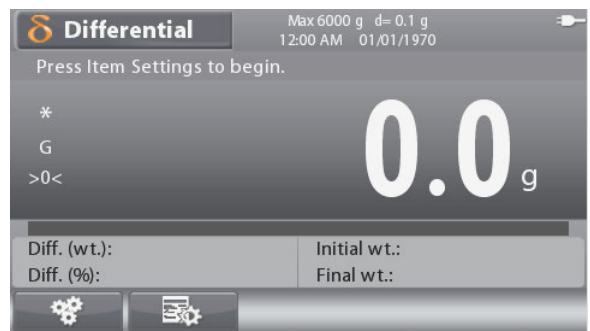 δ Differential
Max 6000 g d= 0.1 g
12:00 AM 01/01/1970
Press Item Settings to begin.
*
G
>0<
0.0 g
Diff. (wt.):
Initial wt.:
Diff. (%):
Final wt.: